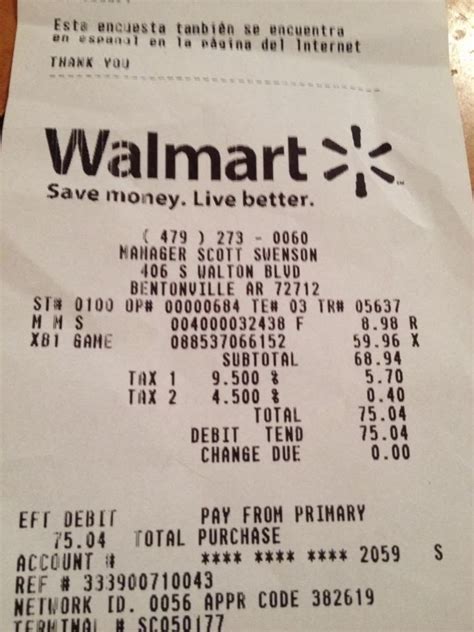 Esta encuesta también se encuentra
en espanol en la página del Internet
THANK YOU
Walmart
Save money. Live better.
( 479 ) 273 - 0060
MANAGER SCOTT SWENSON
406 S WALTON BLVD
BENTONVILLE AR 72712
ST# 0100 OP# 00000684 TE# 03 TR# 05637
M M S 004000032438 F 8.98 R
XB1 GAME 088537066152 59.96 X
SUBTOTAL 68.94
TAX 1 9.500 % 5.70
TAX 2 4.500 % 0.40
TOTAL 75.04
DEBIT TEND 75.04
CHANGE DUE 0.00
EFT DEBIT PAY FROM PRIMARY
75.04 TOTAL PURCHASE
ACCOUNT # **** **** **** 2059 S
REF # 333900710043
NETWORK ID. 0056 APPR CODE 382619
TERMINAL # SC050177